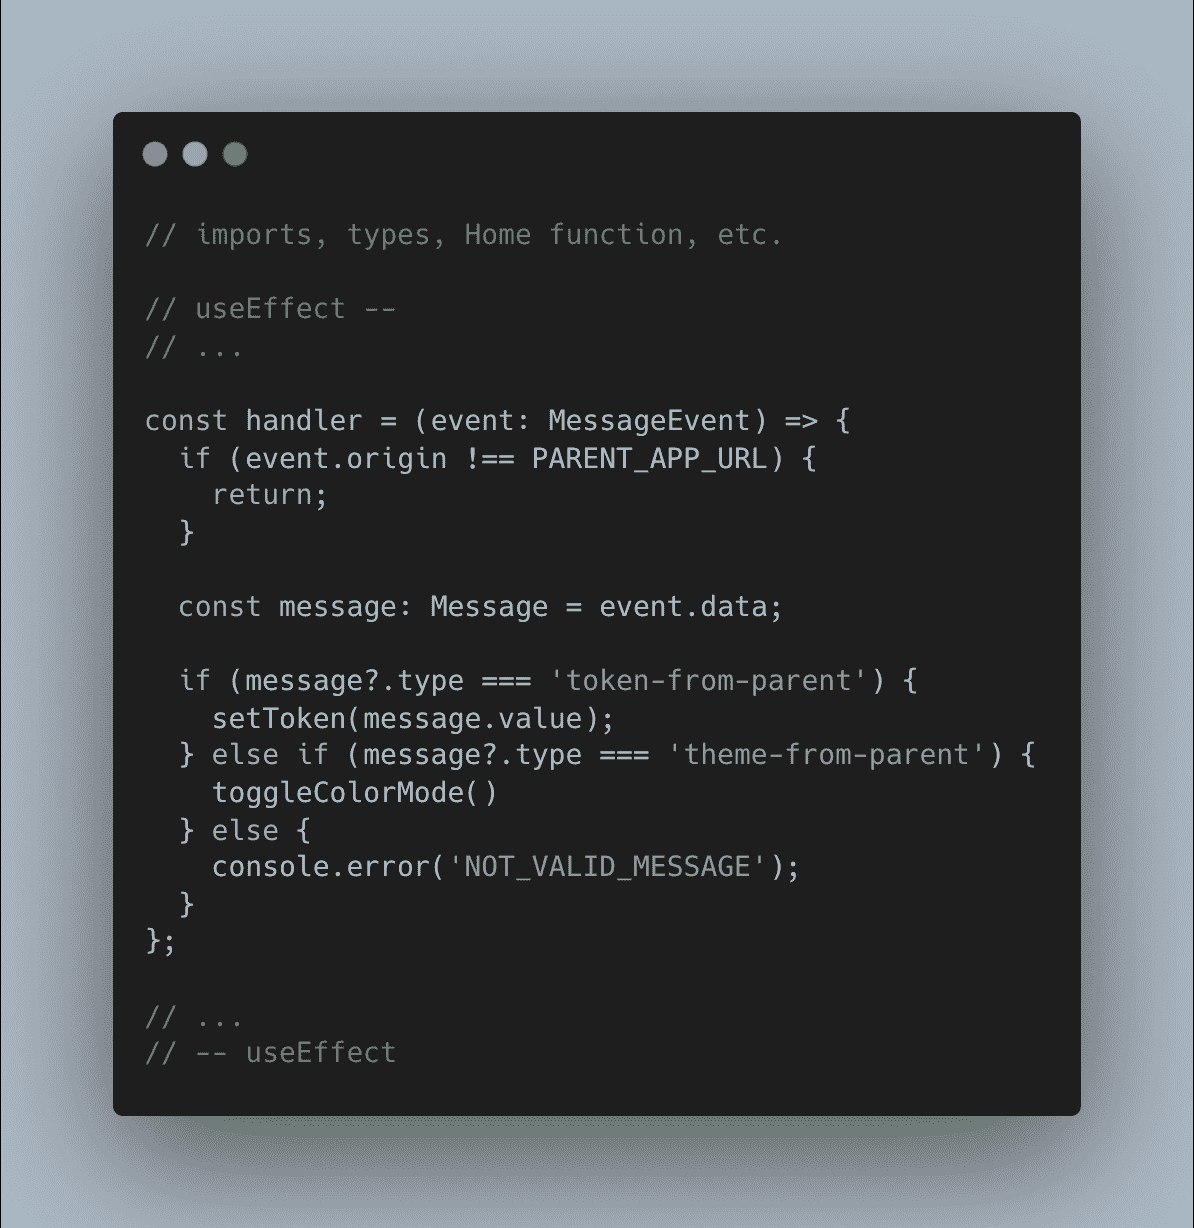 // imports, types, Home function, etc.
// useEffect --
// ...
const handler = (event: MessageEvent) => {
if (event.origin !== PARENT_APP_URL) {
return;
}
const message: Message = event.data;
if (message?.type === 'token-from-parent') {
setToken(message.value);
} else if (message?.type === 'theme-from-parent') {
toggleColorMode()
} else {
console.error('NOT_VALID_MESSAGE');
}
};
// ...
// -- useEffect